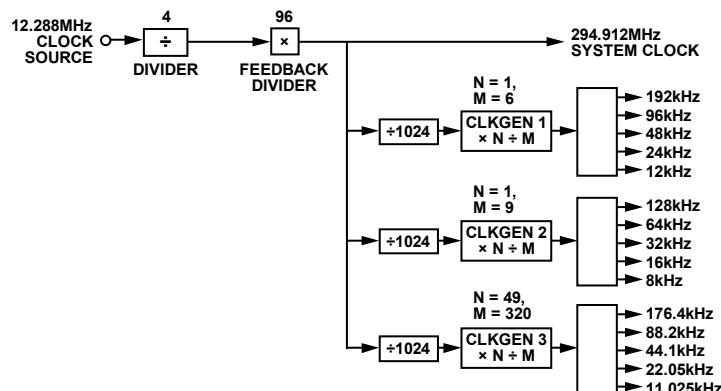 12.288MHz
CLOCK
SOURCE
4
÷
DIVIDER
96
×
FEEDBACK
DIVIDER
294.912MHz
SYSTEM CLOCK
N = 1,
M = 6
÷1024
CLKGEN 1
× N ÷ M
192kHz
96kHz
48kHz
24kHz
12kHz
N = 1,
M = 9
÷1024
CLKGEN 2
× N ÷ M
128kHz
64kHz
32kHz
16kHz
8kHz
N = 49,
M = 320
÷1024
CLKGEN 3
× N ÷ M
176.4kHz
88.2kHz
44.1kHz
22.05kHz
11.025kHz